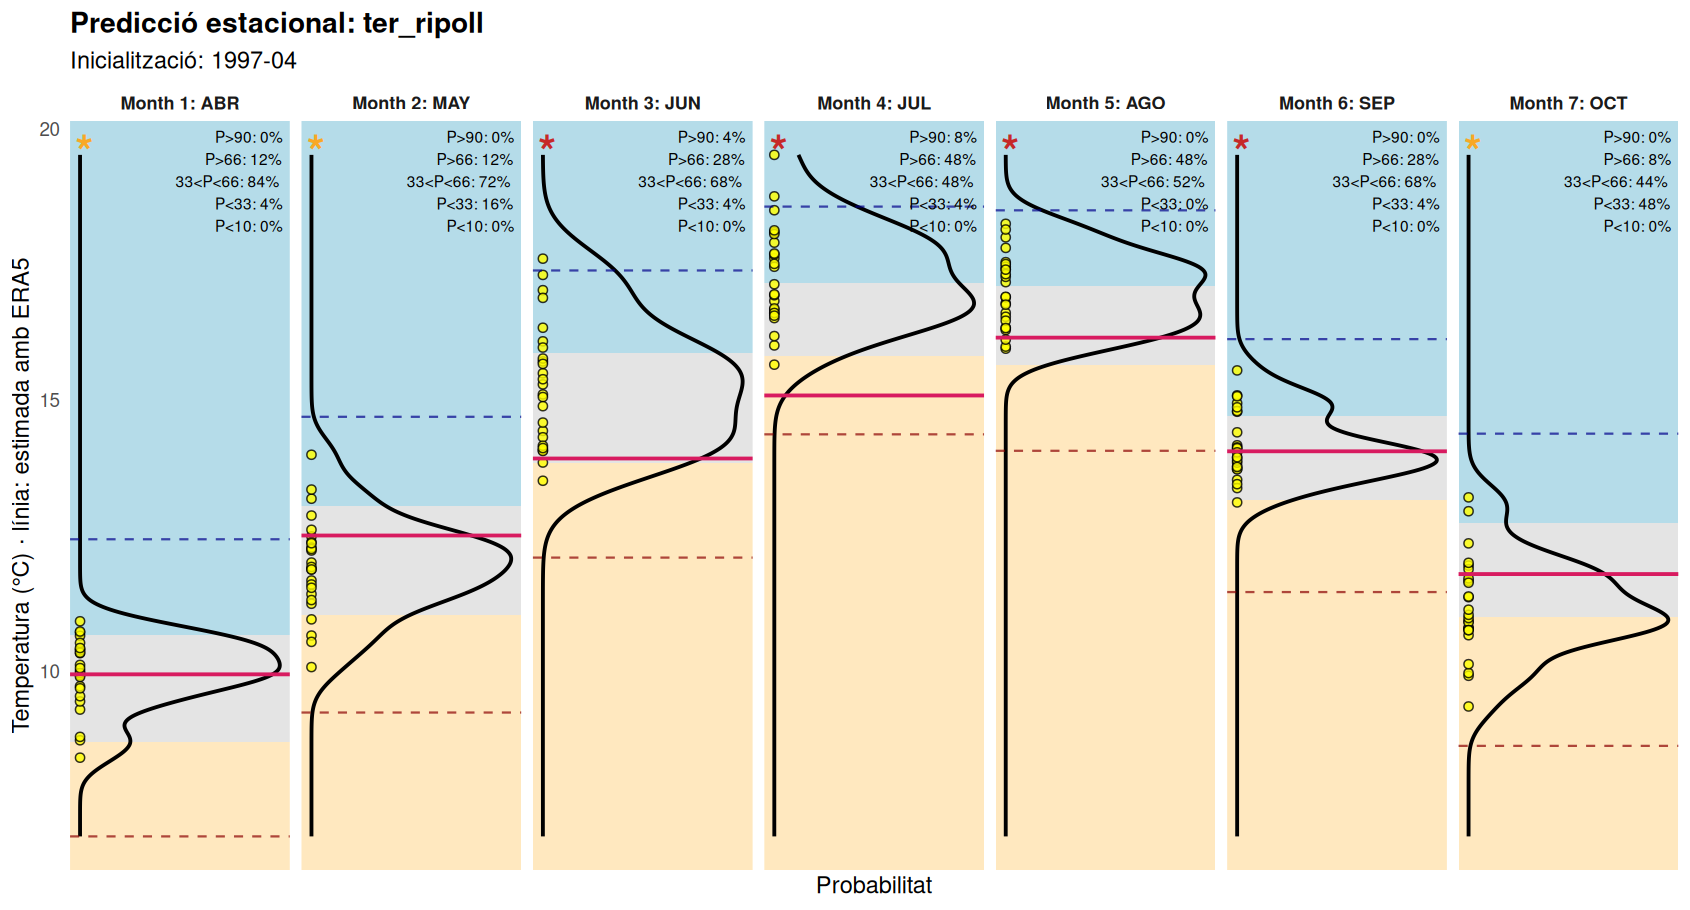 Predicció estacional: ter_ripoll
Inicialització: 1997-04
Month 1: ABR
Month 2: MAY
Month 3: JUN
Month 4: JUL
Month 5: AGO
Month 6: SEP
Month 7: OCT
Temperatura (°C) · línia: estimada amb ERA5
20
15
10
*
P>90: 0%
P>66: 12%
33<P<66: 84%
P<33: 4%
P<10: 0%
*
P>90: 0%
P>66: 12%
33<P<66: 72%
P<33: 16%
P<10: 0%
*
P>90: 4%
P>66: 28%
33<P<66: 68%
P<33: 4%
P<10: 0%
*
P>90: 8%
P>66: 48%
33<P<66: 48%
P<33: 4%
P<10: 0%
*
P>90: 0%
P>66: 48%
33<P<66: 52%
P<33: 0%
P<10: 0%
*
P>90: 0%
P>66: 28%
33<P<66: 68%
P<33: 4%
P<10: 0%
*
P>90: 0%
P>66: 8%
33<P<66: 44%
P<33: 48%
P<10: 0%
Probabilitat